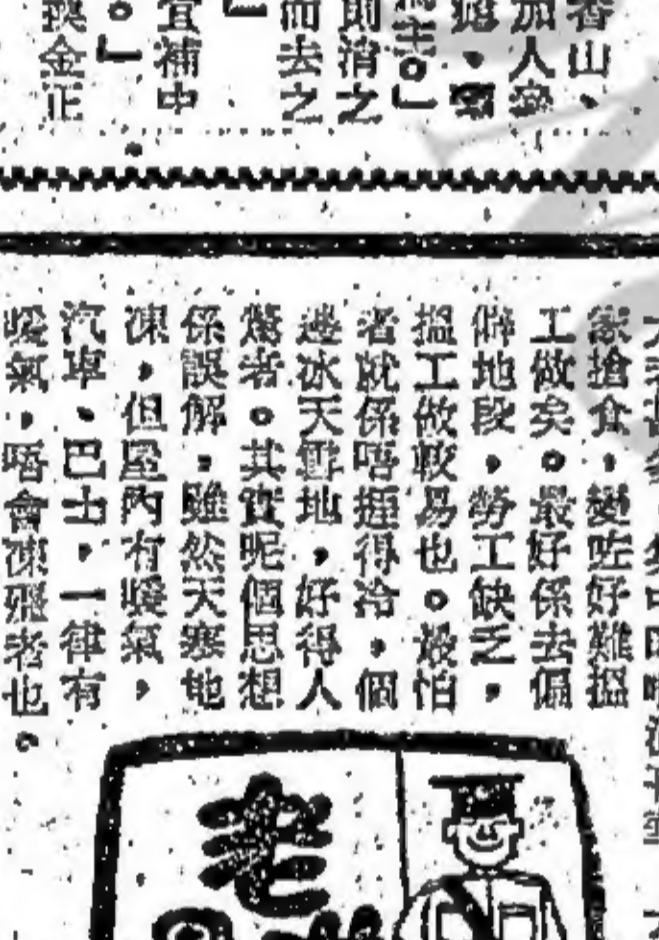 香山、
加人參
則消之
而去之
宜補中
。」
換金正
家搶食,變咗好難搵
工做矣。最好係去偏
僻地段,勞工缺乏,
搵工做較易也。最怕
者就係唔捱得冷,個
邊冰天雪地,好得人
驚者。其實呢個思想
係誤解,雖然天寒地
凍,但屋內有暖氣,
汽車、巴士,一律有
暖氣,唔會凍殭者也。
老